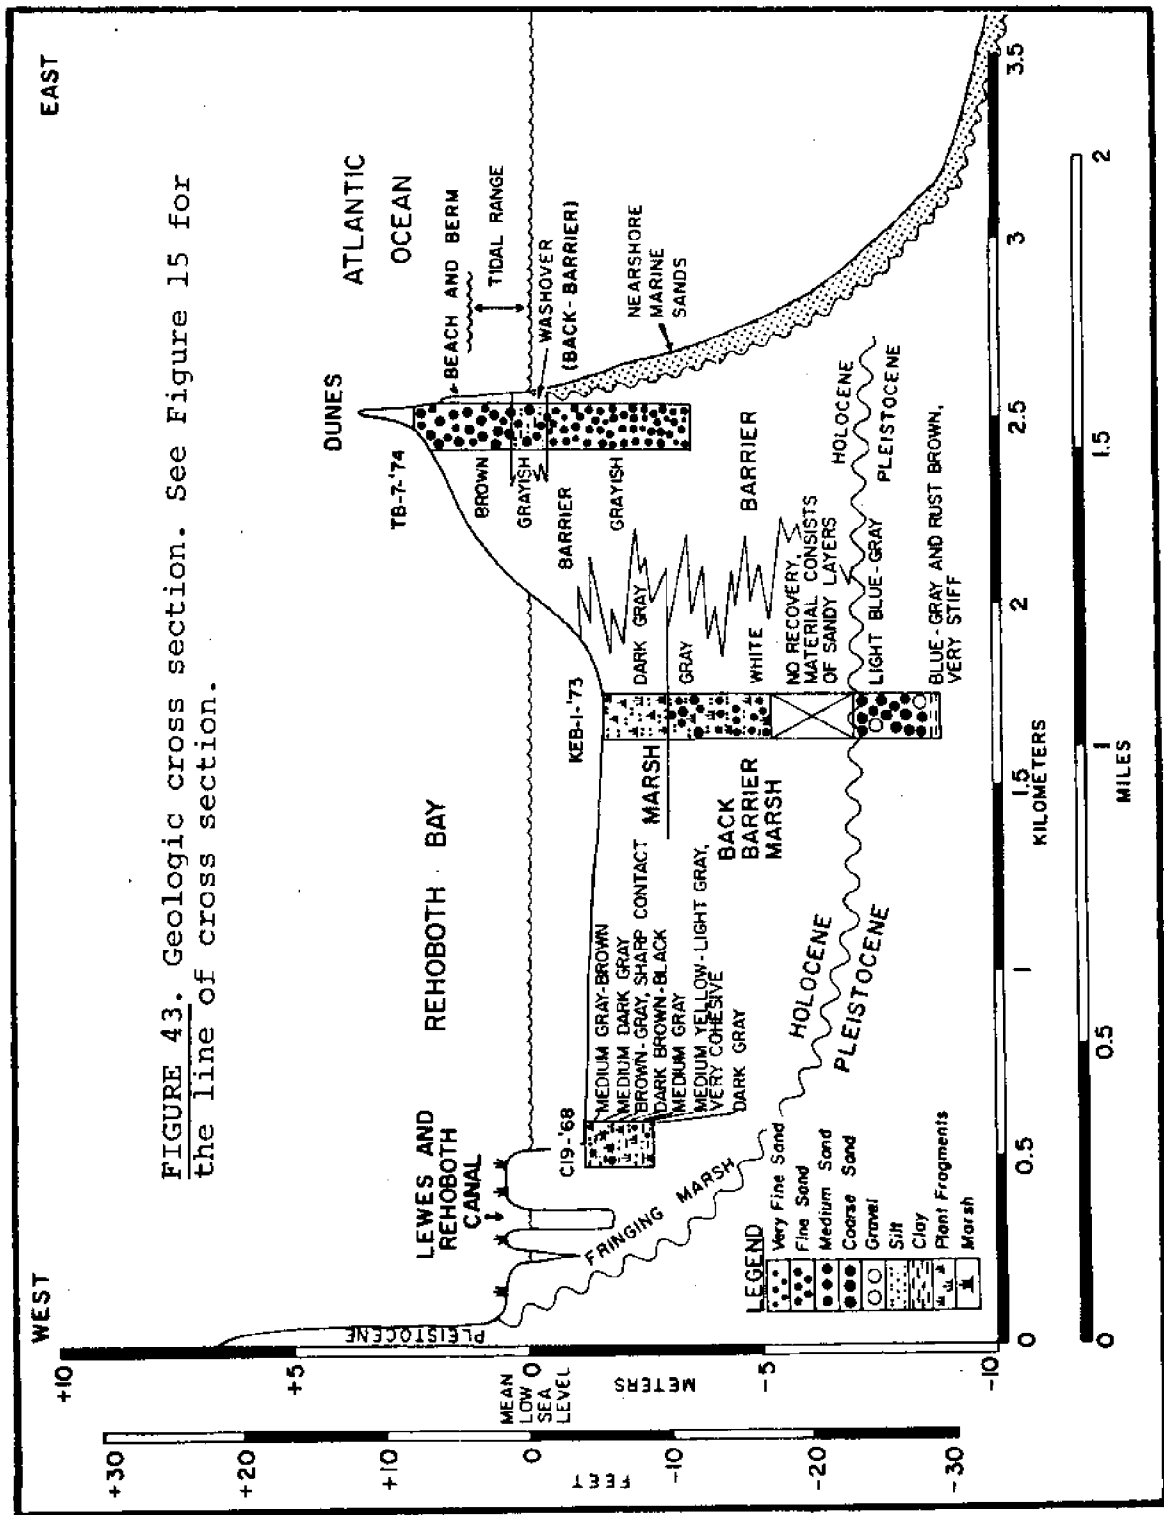 FIGURE 43. Geologic cross section. See Figure 15 for
the line of cross section.
WEST
EAST
LEWES AND
REHOBOTH
CANAL
REHOBOTH BAY
DUNES
ATLANTIC
OCEAN
BEACH AND BERM
TIDAL RANGE
WASHOVER
(BACK-BARRIER)
NEARSHORE
MARINE
SANDS
PLEISTOCENE
FRINGING MARSH
C19-'68
MEDIUM GRAY-BROWN
MEDIUM DARK GRAY
BROWN-GRAY, SHARP CONTACT
DARK BROWN-BLACK
MEDIUM GRAY
MEDIUM YELLOW-LIGHT GRAY,
VERY COHESIVE
DARK GRAY
MARSH
BACK
BARRIER
MARSH
KEB-1-'73
DARK GRAY
GRAY
WHITE
NO RECOVERY,
MATERIAL CONSISTS
OF SANDY LAYERS
LIGHT BLUE-GRAY
BLUE-GRAY AND RUST BROWN,
VERY STIFF
TB-7-'74
BROWN
GRAYISH
BARRIER
GRAYISH
BARRIER
HOLOCENE
PLEISTOCENE
HOLOCENE
PLEISTOCENE
LEGEND
Very Fine Sand
Fine Sand
Medium Sand
Coarse Sand
Gravel
Silt
Clay
Plant Fragments
Marsh
+30
+20
+10
0
-10
-20
-30
FEET
+10
+5
0
-5
-10
METERS
MEAN
LOW
SEA
LEVEL
0
0.5
1
1.5
2
2.5
3
3.5
KILOMETERS
0
0.5
1
1.5
2
MILES